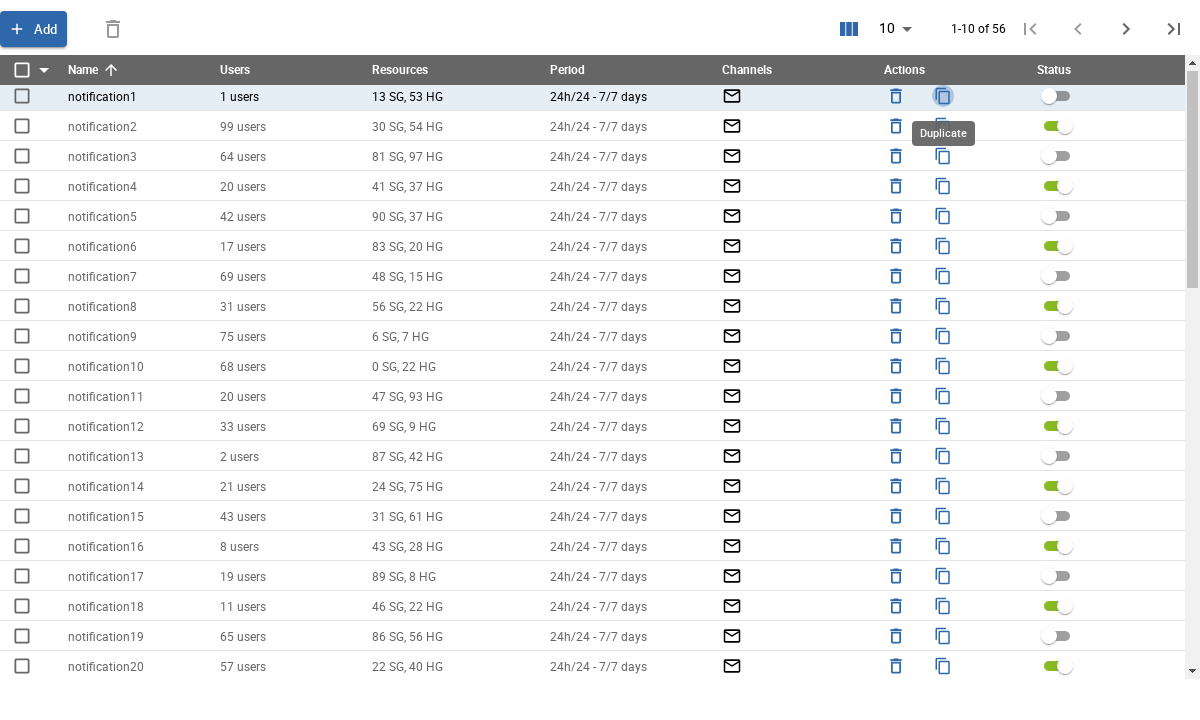 Add
10
1-10 of 56
Name Users Resources Period Channels Actions Status
notification1 1 users 13 SG, 53 HG 24h/24 - 7/7 days
notification2 99 users 30 SG, 54 HG 24h/24 - 7/7 days
Duplicate
notification3 64 users 81 SG, 97 HG 24h/24 - 7/7 days
notification4 20 users 41 SG, 37 HG 24h/24 - 7/7 days
notification5 42 users 90 SG, 37 HG 24h/24 - 7/7 days
notification6 17 users 83 SG, 20 HG 24h/24 - 7/7 days
notification7 69 users 48 SG, 15 HG 24h/24 - 7/7 days
notification8 31 users 56 SG, 22 HG 24h/24 - 7/7 days
notification9 75 users 6 SG, 7 HG 24h/24 - 7/7 days
notification10 68 users 0 SG, 22 HG 24h/24 - 7/7 days
notification11 20 users 47 SG, 93 HG 24h/24 - 7/7 days
notification12 33 users 69 SG, 9 HG 24h/24 - 7/7 days
notification13 2 users 87 SG, 42 HG 24h/24 - 7/7 days
notification14 21 users 24 SG, 75 HG 24h/24 - 7/7 days
notification15 43 users 31 SG, 61 HG 24h/24 - 7/7 days
notification16 8 users 43 SG, 28 HG 24h/24 - 7/7 days
notification17 19 users 89 SG, 8 HG 24h/24 - 7/7 days
notification18 11 users 46 SG, 22 HG 24h/24 - 7/7 days
notification19 65 users 86 SG, 56 HG 24h/24 - 7/7 days
notification20 57 users 22 SG, 40 HG 24h/24 - 7/7 days